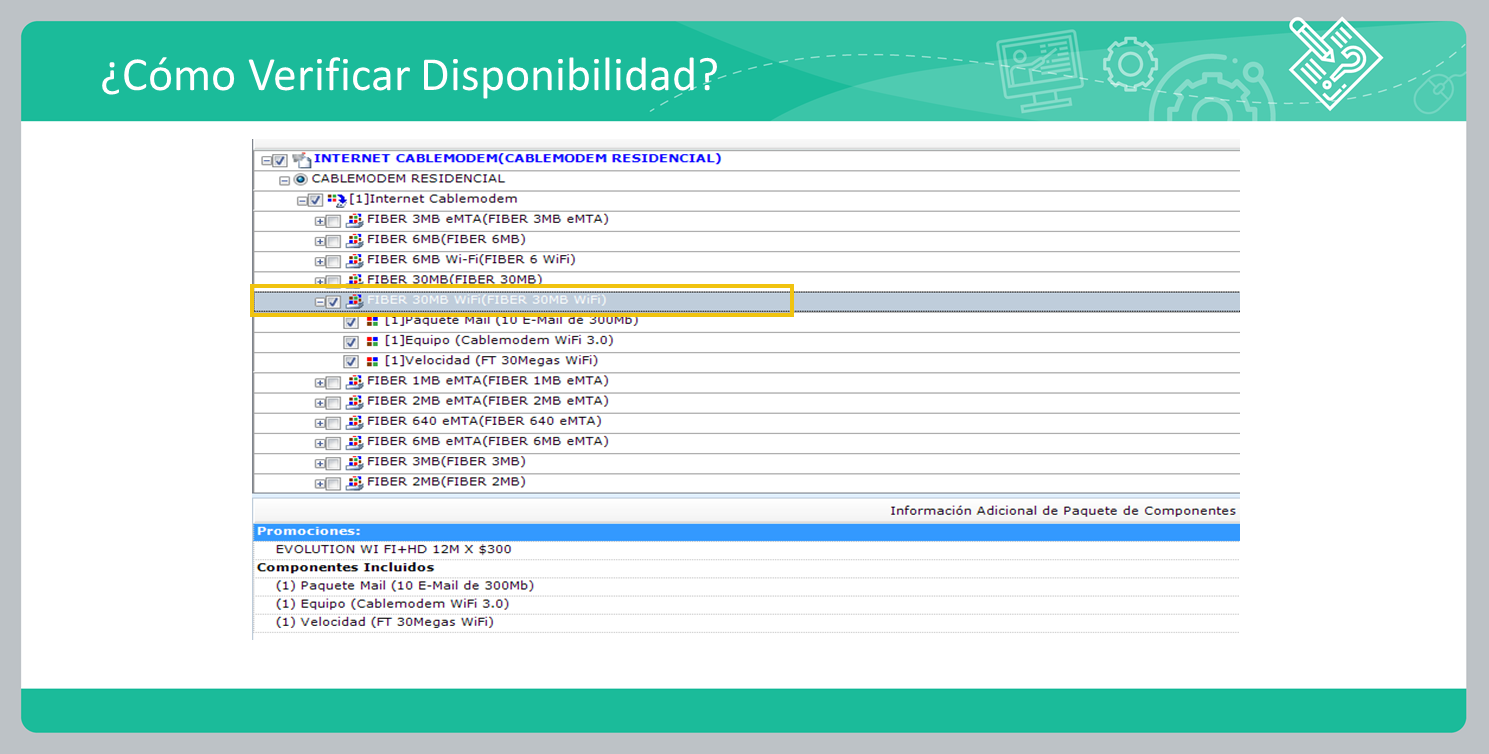 ¿Cómo Verificar Disponibilidad?
INTERNET CABLEMODEM(CABLEMODEM RESIDENCIAL)
CABLEMODEM RESIDENCIAL
[1]Internet Cablemodem
FIBER 3MB eMTA(FIBER 3MB eMTA)
FIBER 6MB(FIBER 6MB)
FIBER 6MB Wi-Fi(FIBER 6 WiFi)
FIBER 30MB(FIBER 30MB)
FIBER 30MB WiFi(FIBER 30MB WiFi)
[1]Paquete Mail (10 E-Mail de 300Mb)
[1]Equipo (Cablemodem WiFi 3.0)
[1]Velocidad (FT 30Megas WiFi)
FIBER 1MB eMTA(FIBER 1MB eMTA)
FIBER 2MB eMTA(FIBER 2MB eMTA)
FIBER 640 eMTA(FIBER 640 eMTA)
FIBER 6MB eMTA(FIBER 6MB eMTA)
FIBER 3MB(FIBER 3MB)
FIBER 2MB(FIBER 2MB)
Información Adicional de Paquete de Componentes
Promociones:
EVOLUTION WI FI+HD 12M X $300
Componentes Incluidos
(1) Paquete Mail (10 E-Mail de 300Mb)
(1) Equipo (Cablemodem WiFi 3.0)
(1) Velocidad (FT 30Megas WiFi)